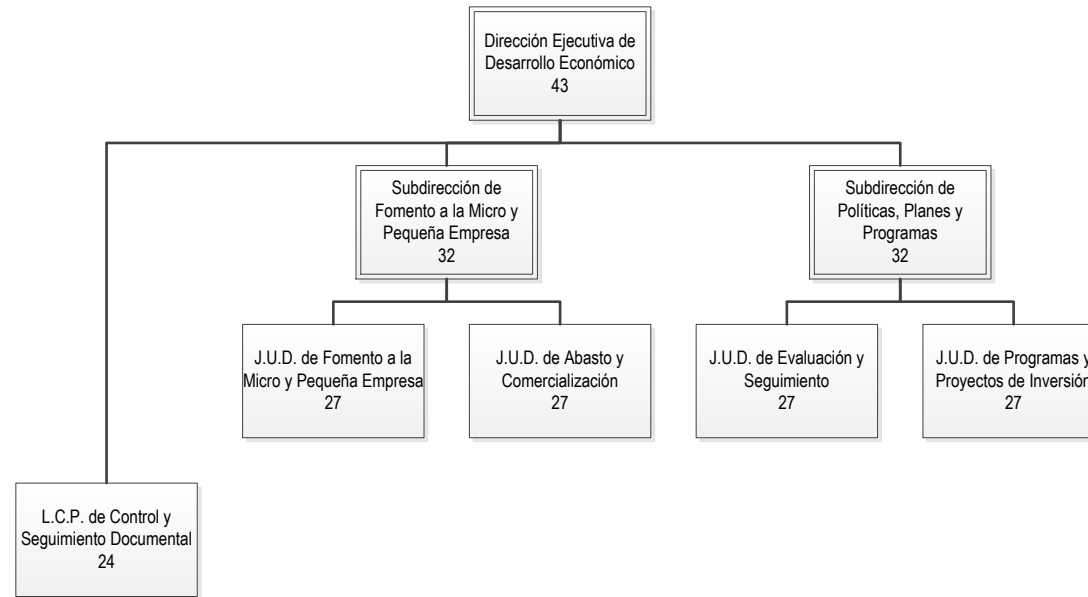 Dirección Ejecutiva de
Desarrollo Económico
43
Subdirección de
Fomento a la Micro y
Pequeña Empresa
32
Subdirección de
Políticas, Planes y
Programas
32
J.U.D. de Fomento a la
Micro y Pequeña Empresa
27
J.U.D. de Abasto y
Comercialización
27
J.U.D. de Evaluación y
Seguimiento
27
J.U.D. de Programas y
Proyectos de Inversión
27
L.C.P. de Control y
Seguimiento Documental
24